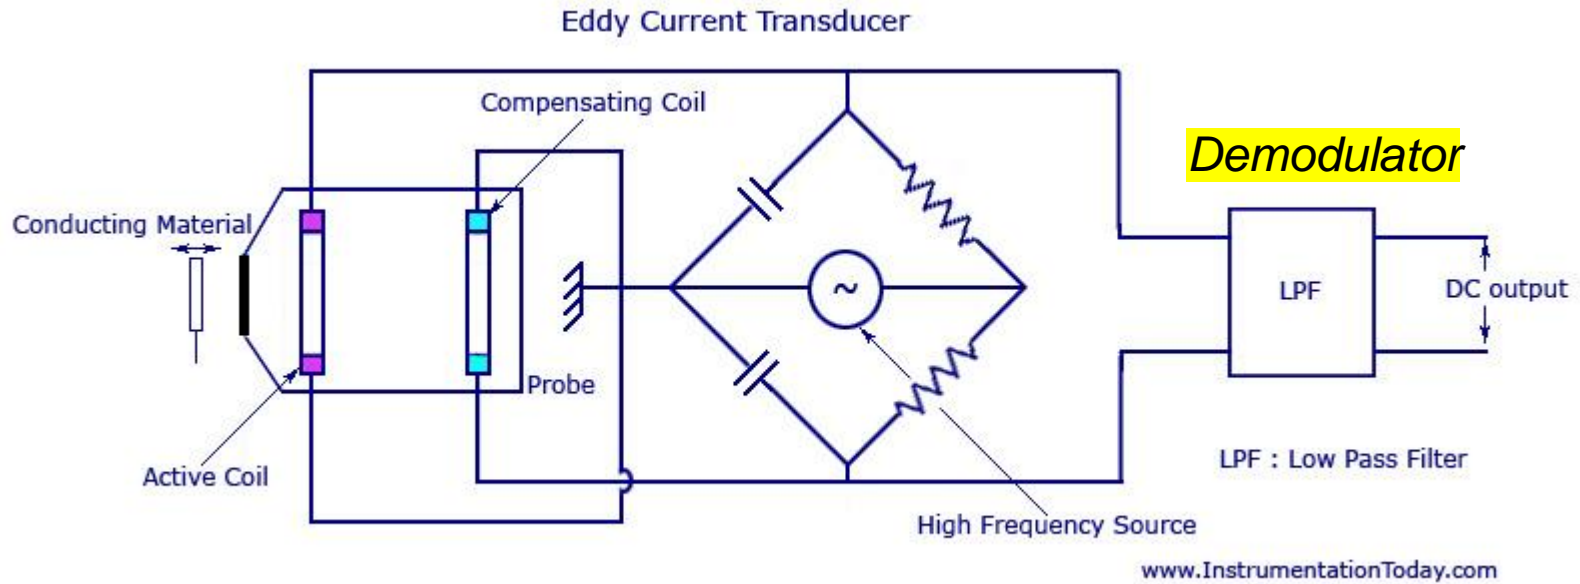 Eddy Current Transducer
Compensating Coil
Demodulator
Conducting Material
~
LPF
DC output
Probe
Active Coil
LPF : Low Pass Filter
High Frequency Source
www.InstrumentationToday.com